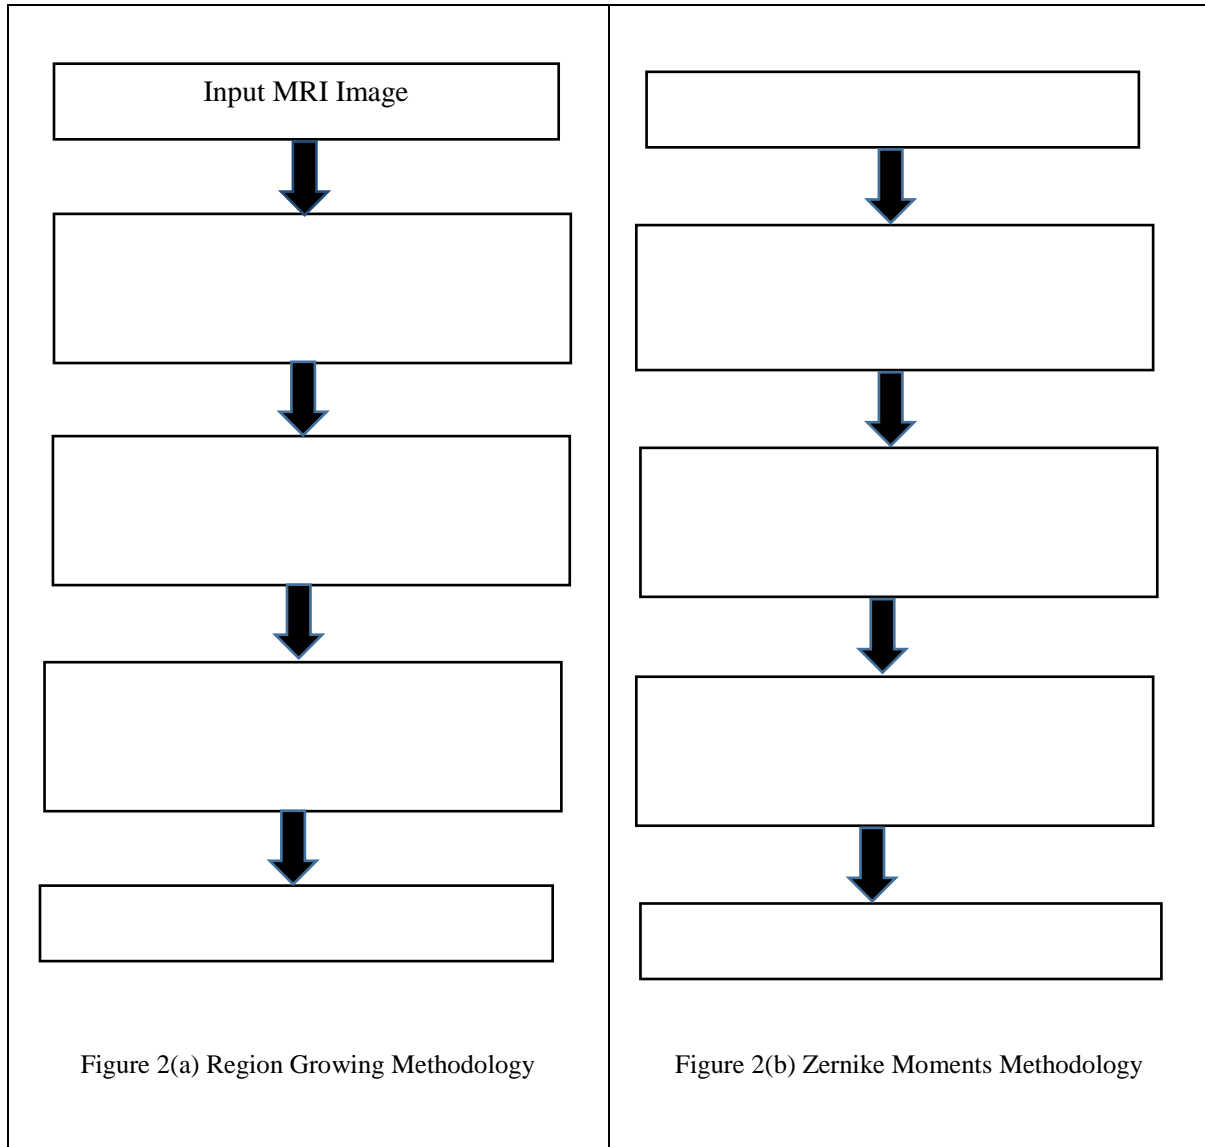 Input MRI Image
Figure 2(a) Region Growing Methodology
Figure 2(b) Zernike Moments Methodology